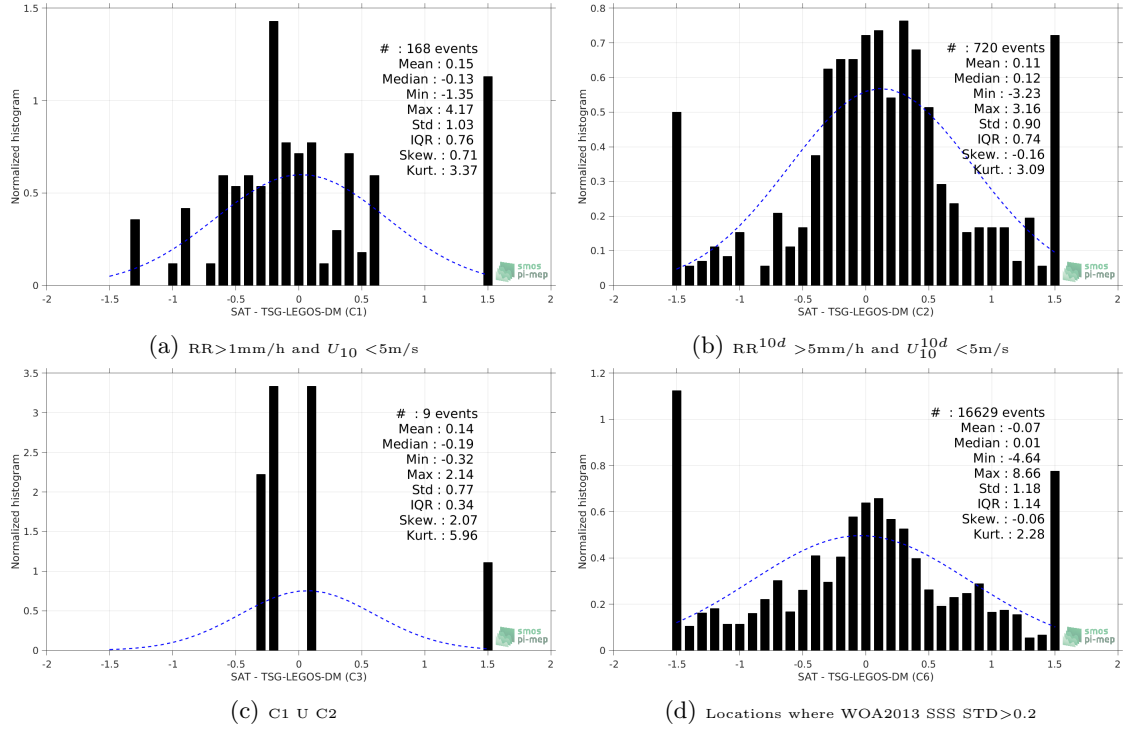 1.5
1
0.5
0
-2
-1.5
-1
-0.5
0
0.5
1
1.5
2
Normalized histogram
SAT - TSG-LEGOS-DM (C1)
# : 168 events
Mean : 0.15
Median : -0.13
Min : -1.35
Max : 4.17
Std : 1.03
IQR : 0.76
Skew. : 0.71
Kurt. : 3.37
smos
pi-mep
(a) RR>1mm/h and U10 <5m/s
0.8
0.7
0.6
0.5
0.4
0.3
0.2
0.1
0
-2
-1.5
-1
-0.5
0
0.5
1
1.5
2
Normalized histogram
SAT - TSG-LEGOS-DM (C2)
# : 720 events
Mean : 0.11
Median : 0.12
Min : -3.23
Max : 3.16
Std : 0.90
IQR : 0.74
Skew. : -0.16
Kurt. : 3.09
smos
pi-mep
(b) RR10d >5mm/h and U10d10 <5m/s
3.5
3
2.5
2
1.5
1
0.5
0
-2
-1.5
-1
-0.5
0
0.5
1
1.5
2
Normalized histogram
SAT - TSG-LEGOS-DM (C3)
# : 9 events
Mean : 0.14
Median : -0.19
Min : -0.32
Max : 2.14
Std : 0.77
IQR : 0.34
Skew. : 2.07
Kurt. : 5.96
smos
pi-mep
(c) C1 U C2
1.2
1
0.8
0.6
0.4
0.2
0
-2
-1.5
-1
-0.5
0
0.5
1
1.5
2
Normalized histogram
SAT - TSG-LEGOS-DM (C6)
# : 16629 events
Mean : -0.07
Median : 0.01
Min : -4.64
Max : 8.66
Std : 1.18
IQR : 1.14
Skew. : -0.06
Kurt. : 2.28
smos
pi-mep
(d) Locations where WOA2013 SSS STD>0.2